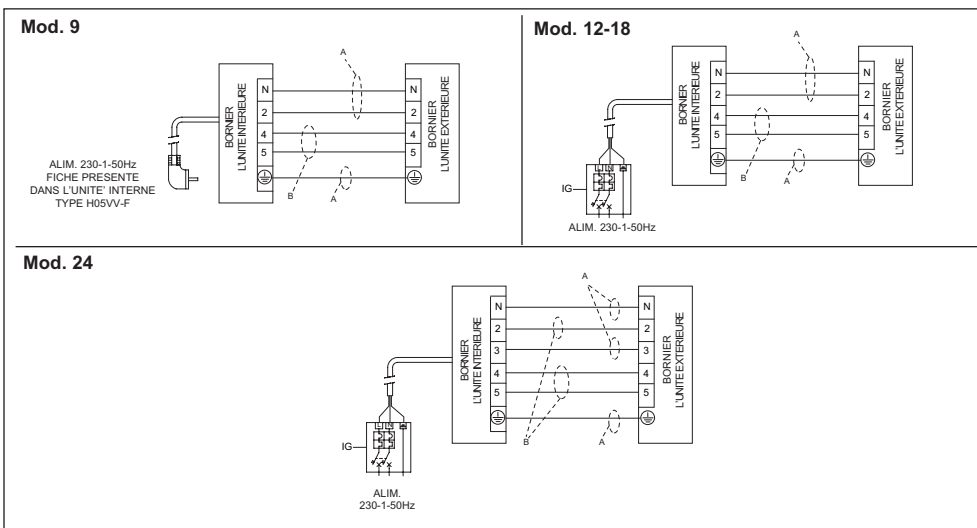 Mod. 9
A
BORNIER
L'UNITE INTERIEURE
N
2
4
5
N
2
4
5
BORNIER
L'UNITE EXTERIEURE
ALIM. 230-1-50Hz
FICHE PRESENTE
DANS L'UNITE' INTERNE
TYPE H05VV-F
B
A
Mod. 12-18
A
BORNIER
L'UNITE INTERIEURE
N
2
4
5
N
2
4
5
BORNIER
L'UNITE EXTERIEURE
L N
IG
B
A
ALIM. 230-1-50Hz
Mod. 24
A
BORNIER
L'UNITE INTERIEURE
N
2
3
4
5
N
2
3
4
5
BORNIER
L'UNITE EXTERIEURE
L N
IG
B
A
ALIM.
230-1-50Hz